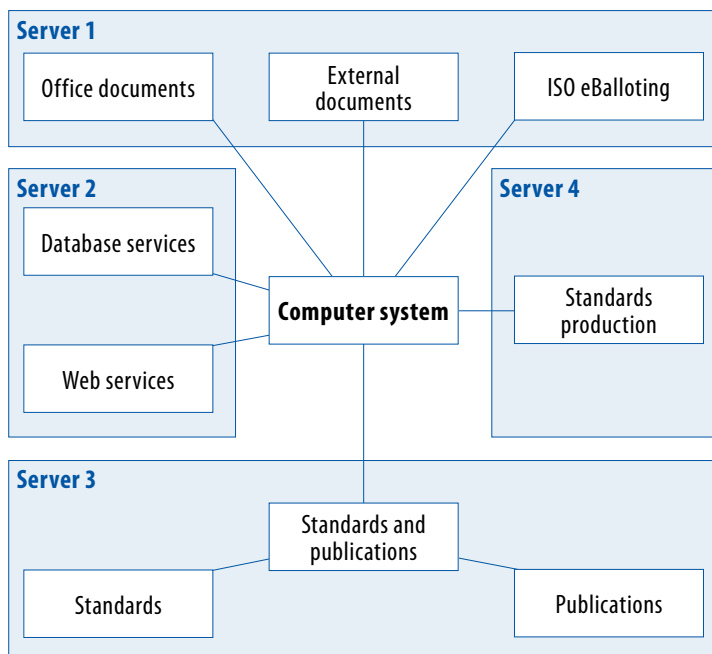 Server 1
Office documents
External
documents
ISO eBalloting
Server 2
Database services
Web services
Server 4
Standards
production
Computer system
Server 3
Standards and
publications
Standards
Publications